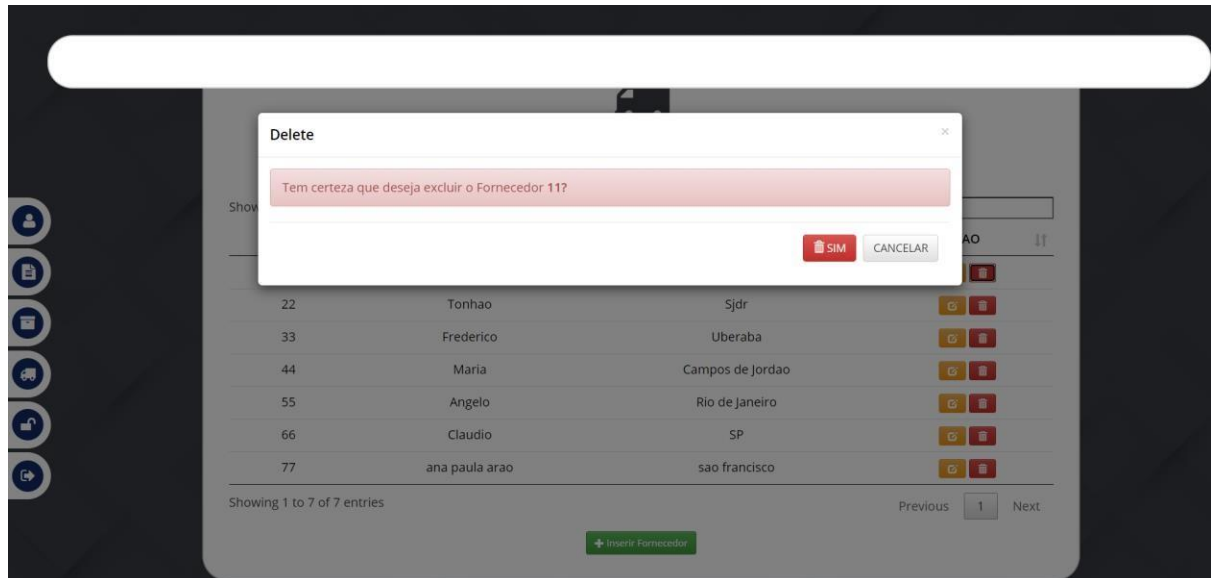 Delete
×
Tem certeza que deseja excluir o Fornecedor 11?
SIM CANCELAR
Show
AO
22 Tonhao Sjdr
33 Frederico Uberaba
44 Maria Campos de Jordao
55 Angelo Rio de Janeiro
66 Claudio SP
77 ana paula arao sao francisco
Showing 1 to 7 of 7 entries
Previous 1 Next
Inserir Fornecedor